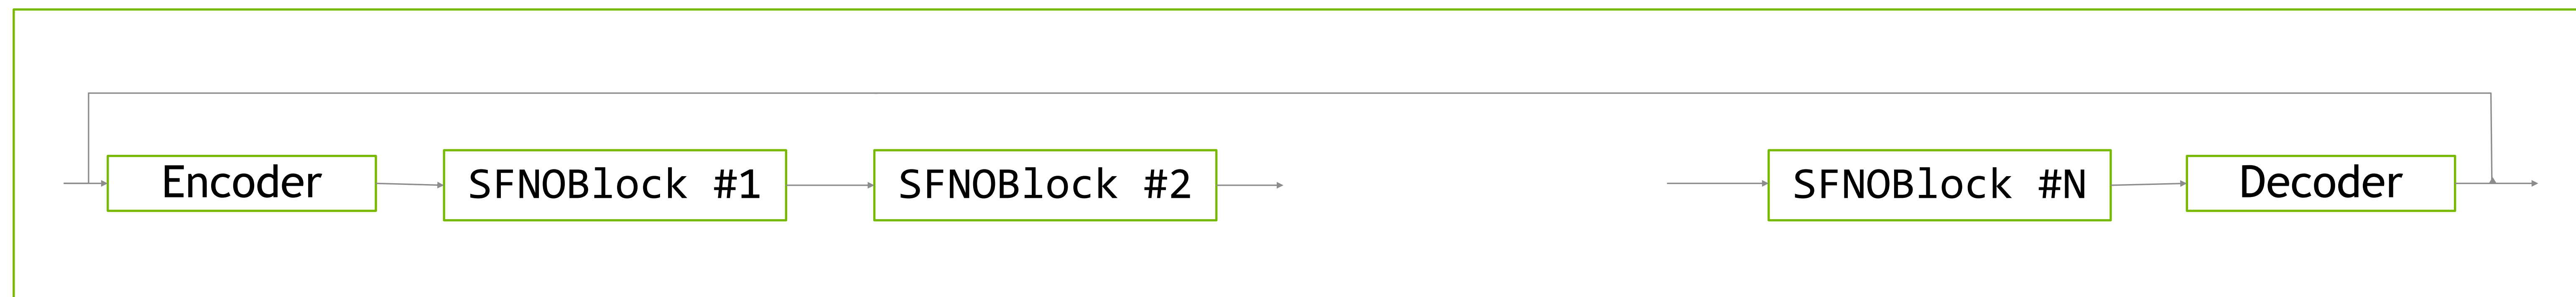 Encoder
SFNOBlock #1
SFNOBlock #2
SFNOBlock #N
Decoder